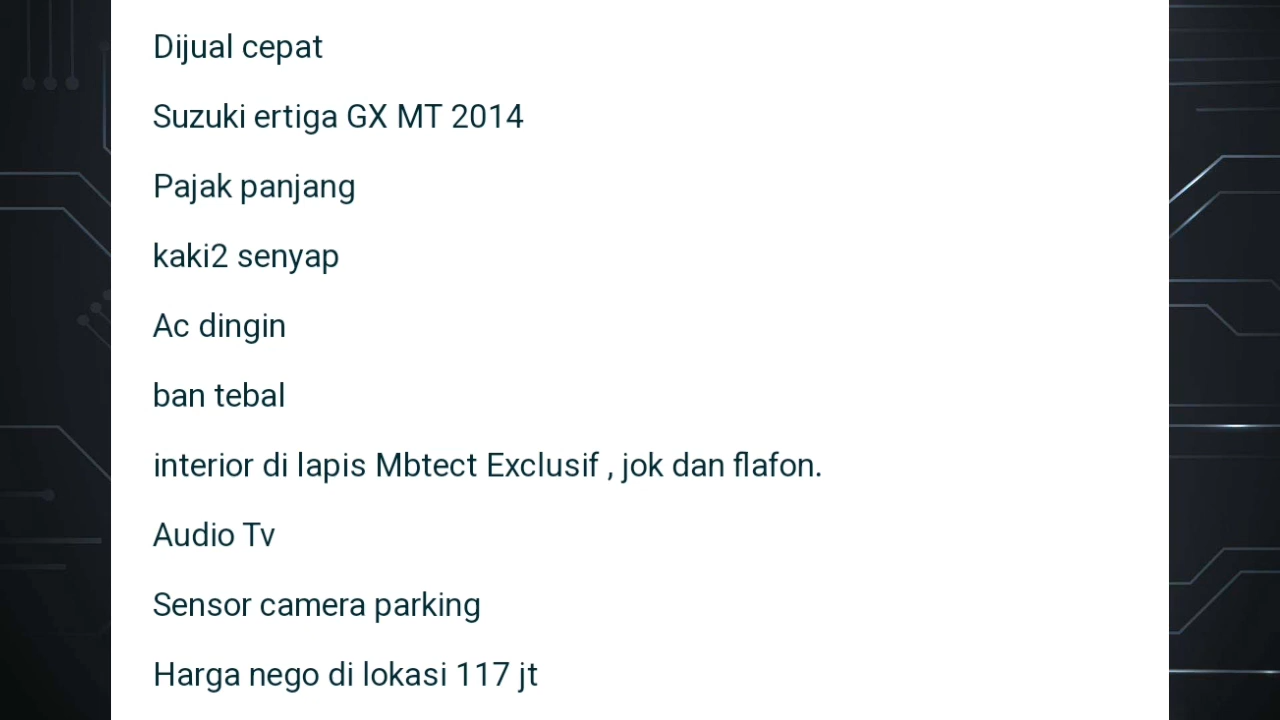 Dijual cepat
Suzuki ertiga GX MT 2014
Pajak panjang
kaki2 senyap
Ac dingin
ban tebal
interior di lapis Mbtect Exclusif , jok dan flafon.
Audio Tv
Sensor camera parking
Harga nego di lokasi 117 jt